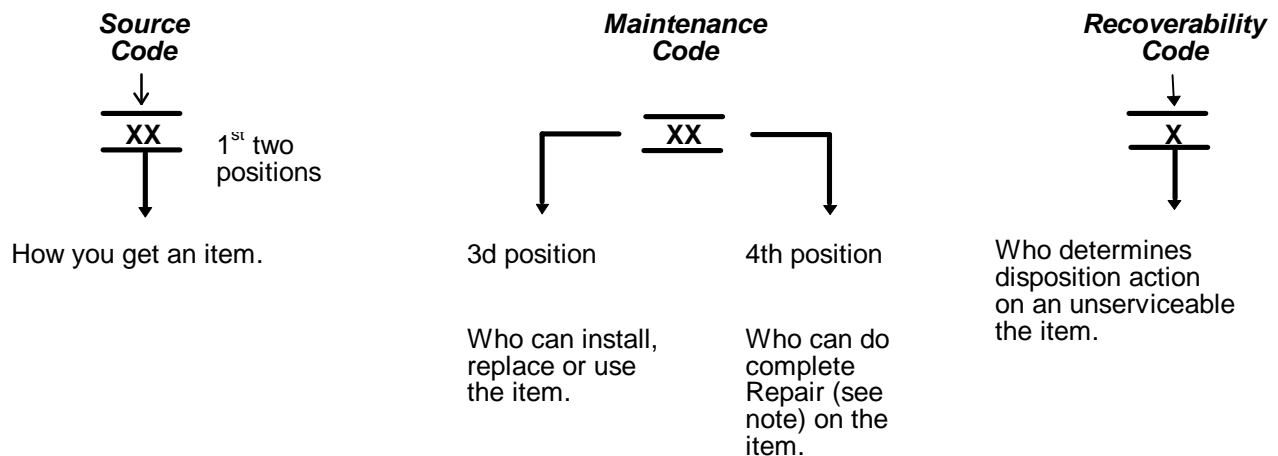 Source
Code
XX
1st two
positions
How you get an item.
Maintenance
Code
XX
3d position
Who can install,
replace or use
the item.
4th position
Who can do
complete
Repair (see
note) on the
item.
Recoverability
Code
X
Who determines
disposition action
on an unserviceable
the item.